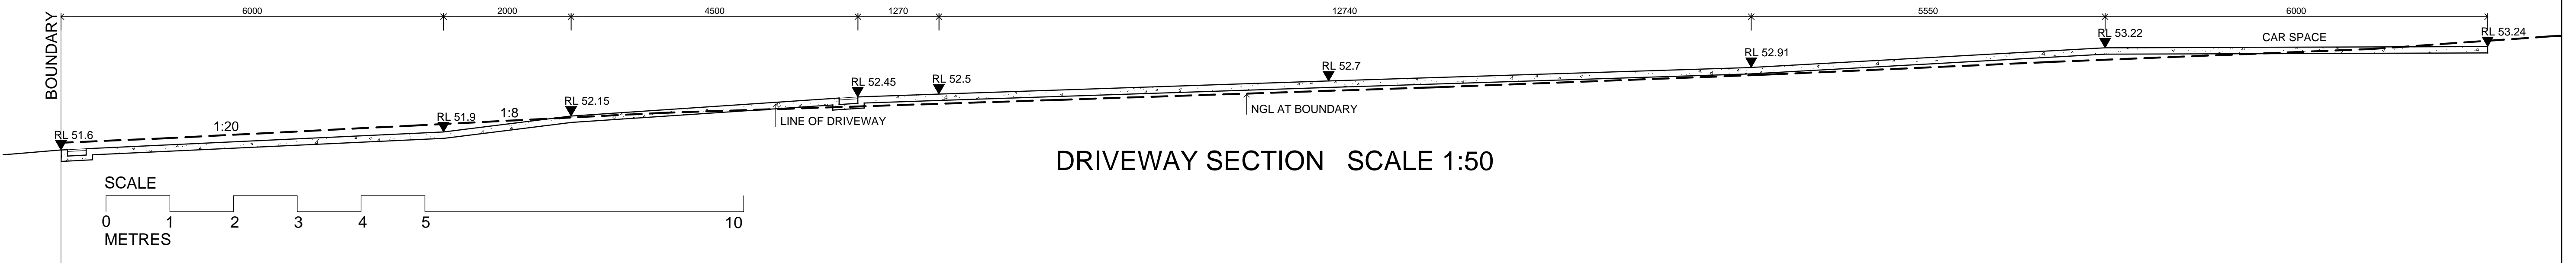 6000 2000 4500 1270 12740 5550 6000
BOUNDARY
RL 51.6
1:20
RL 51.9
1:8
RL 52.15
RL 52.45
RL 52.5
RL 52.7
RL 52.91
RL 53.22
CAR SPACE
RL 53.24
LINE OF DRIVEWAY
NGL AT BOUNDARY
DRIVEWAY SECTION SCALE 1:50
SCALE
0 1 2 3 4 5 10
METRES